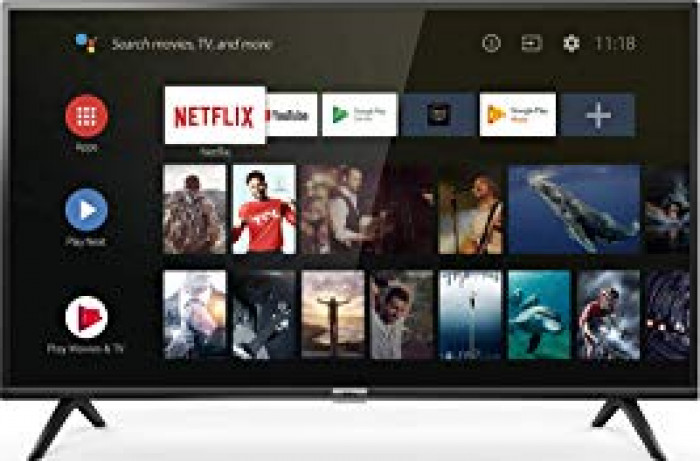 Search movies, TV, and more
11:18
Apps
NETFLIX
YouTube
Google Play
Google Play
Netflix
TCL
Play Next
Play Movies & TV